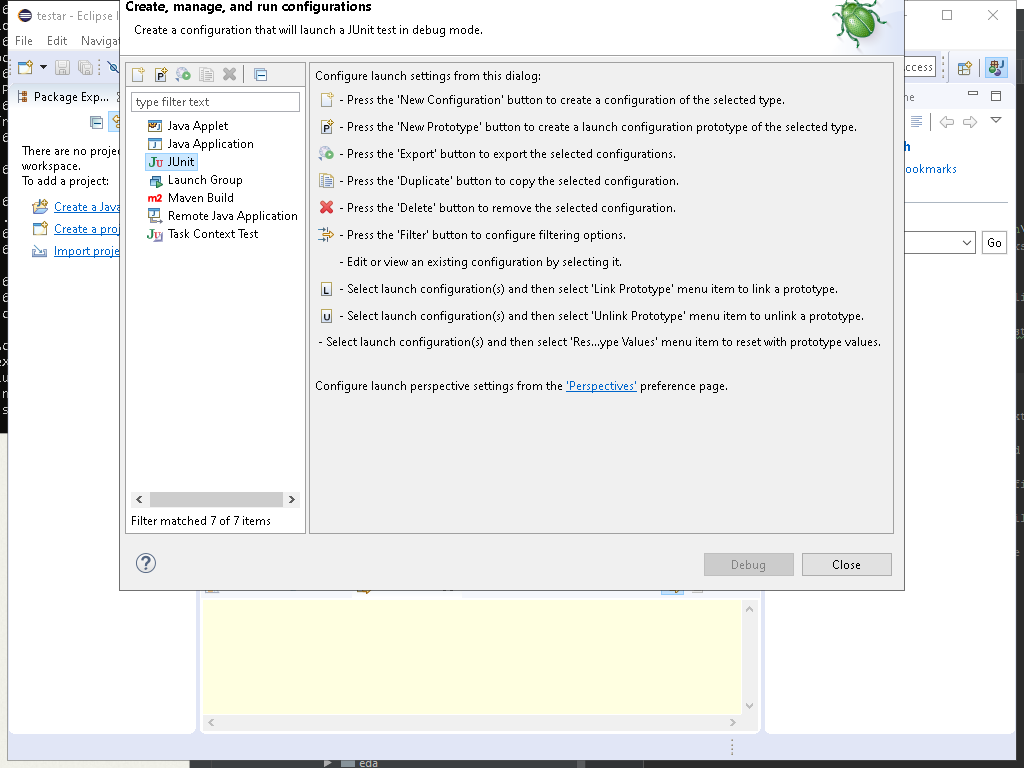 Create, manage, and run configurations
Create a configuration that will launch a JUnit test in debug mode.
testar - Eclipse
File Edit Naviga
Package Exp...
There are no proje
workspace.
To add a project:
Create a Java
Create a proj
Import proje
type filter text
Java Applet
Java Application
JUnit
Launch Group
Maven Build
Remote Java Application
Task Context Test
Filter matched 7 of 7 items
Configure launch settings from this dialog:
- Press the 'New Configuration' button to create a configuration of the selected type.
- Press the 'New Prototype' button to create a launch configuration prototype of the selected type.
- Press the 'Export' button to export the selected configurations.
- Press the 'Duplicate' button to copy the selected configuration.
- Press the 'Delete' button to remove the selected configuration.
- Press the 'Filter' button to configure filtering options.
- Edit or view an existing configuration by selecting it.
- Select launch configuration(s) and then select 'Link Prototype' menu item to link a prototype.
- Select launch configuration(s) and then select 'Unlink Prototype' menu item to unlink a prototype.
- Select launch configuration(s) and then select 'Res...ype Values' menu item to reset with prototype values.
Configure launch perspective settings from the 'Perspectives' preference page.
Debug
Close
ccess
ne
h
ookmarks
Go
eda